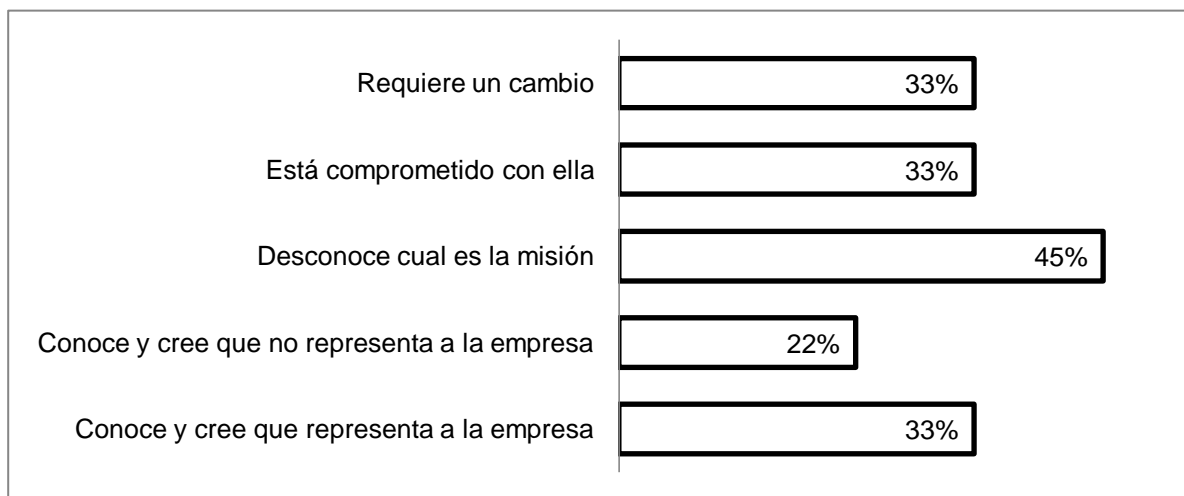 Requiere un cambio 33%
Está comprometido con ella 33%
Desconoce cual es la misión 45%
Conoce y cree que no representa a la empresa 22%
Conoce y cree que representa a la empresa 33%